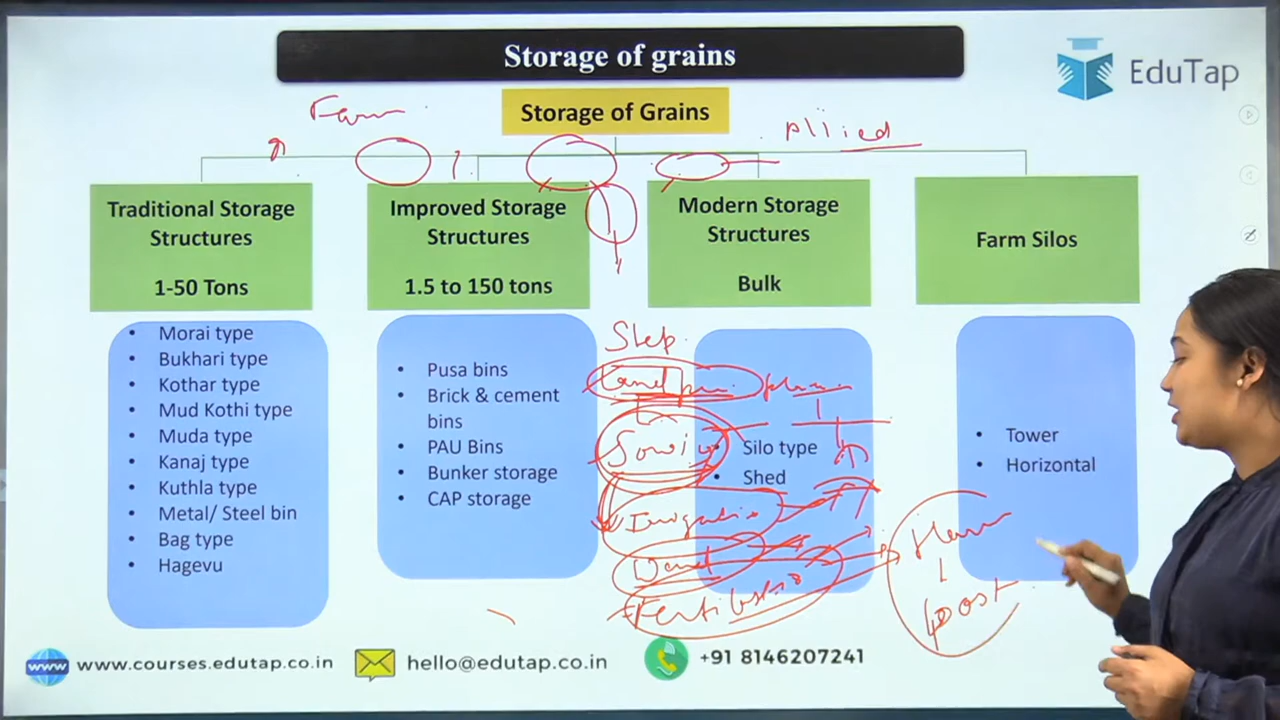 Storage of grains
EduTap
Storage of Grains
Farm
Traditional Storage
Structures
1-50 Tons
Improved Storage
Structures
1.5 to 150 tons
Modern Storage
Structures
Bulk
Farm Silos
• Morai type
• Bukhari type
• Kothar type
• Mud Kothi type
• Muda type
• Kanaj type
• Kuthla type
• Metal/ Steel bin
• Bag type
• Hagevu
• Pusa bins
• Brick & cement
bins
• PAU Bins
• Bunker storage
• CAP storage
Step
Land
Sowing
Irrigation
• Silo type
• Shed
• Tower
• Horizontal
post
www.courses.edutap.co.in
hello@edutap.co.in
+91 8146207241